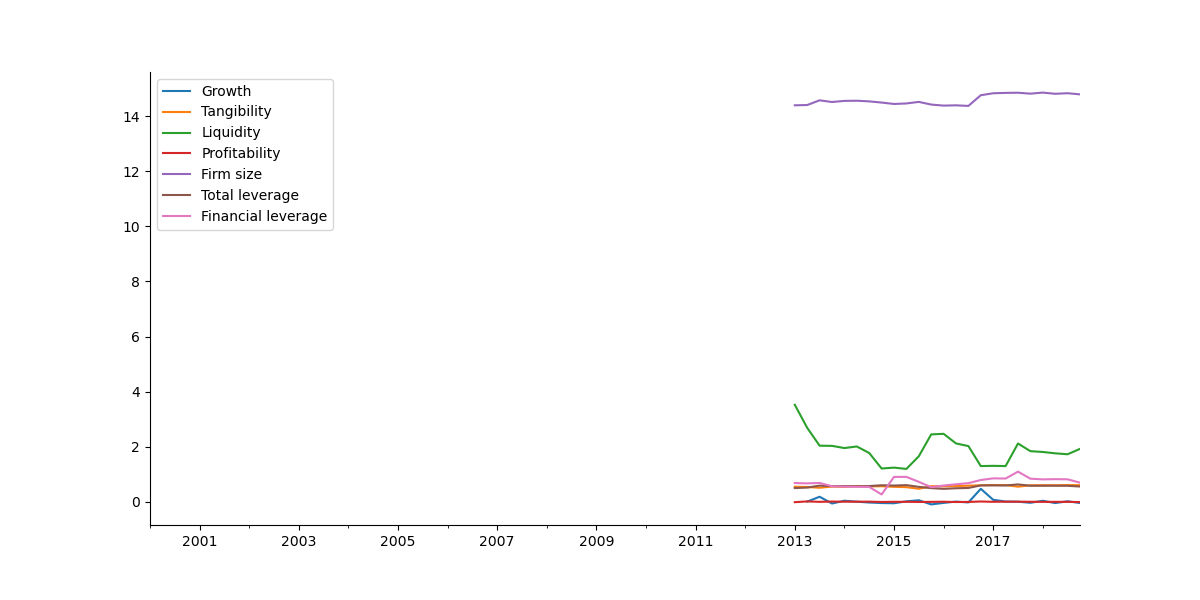 Growth
Tangibility
Liquidity
Profitability
Firm size
Total leverage
Financial leverage
14
12
10
8
6
4
2
0
2001 2003 2005 2007 2009 2011 2013 2015 2017